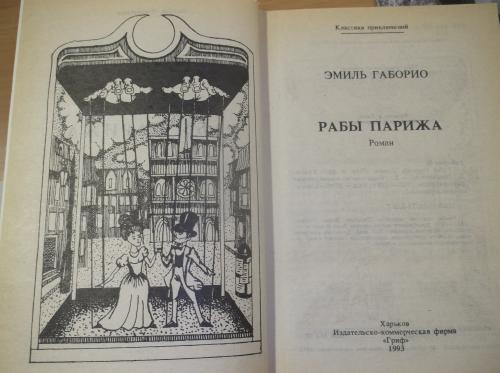 Классика приключений
ЭМИЛЬ ГАБОРИО
РАБЫ ПАРИЖА
Роман
Харьков
Издательско-коммерческая фирма
«Гриф»
1993